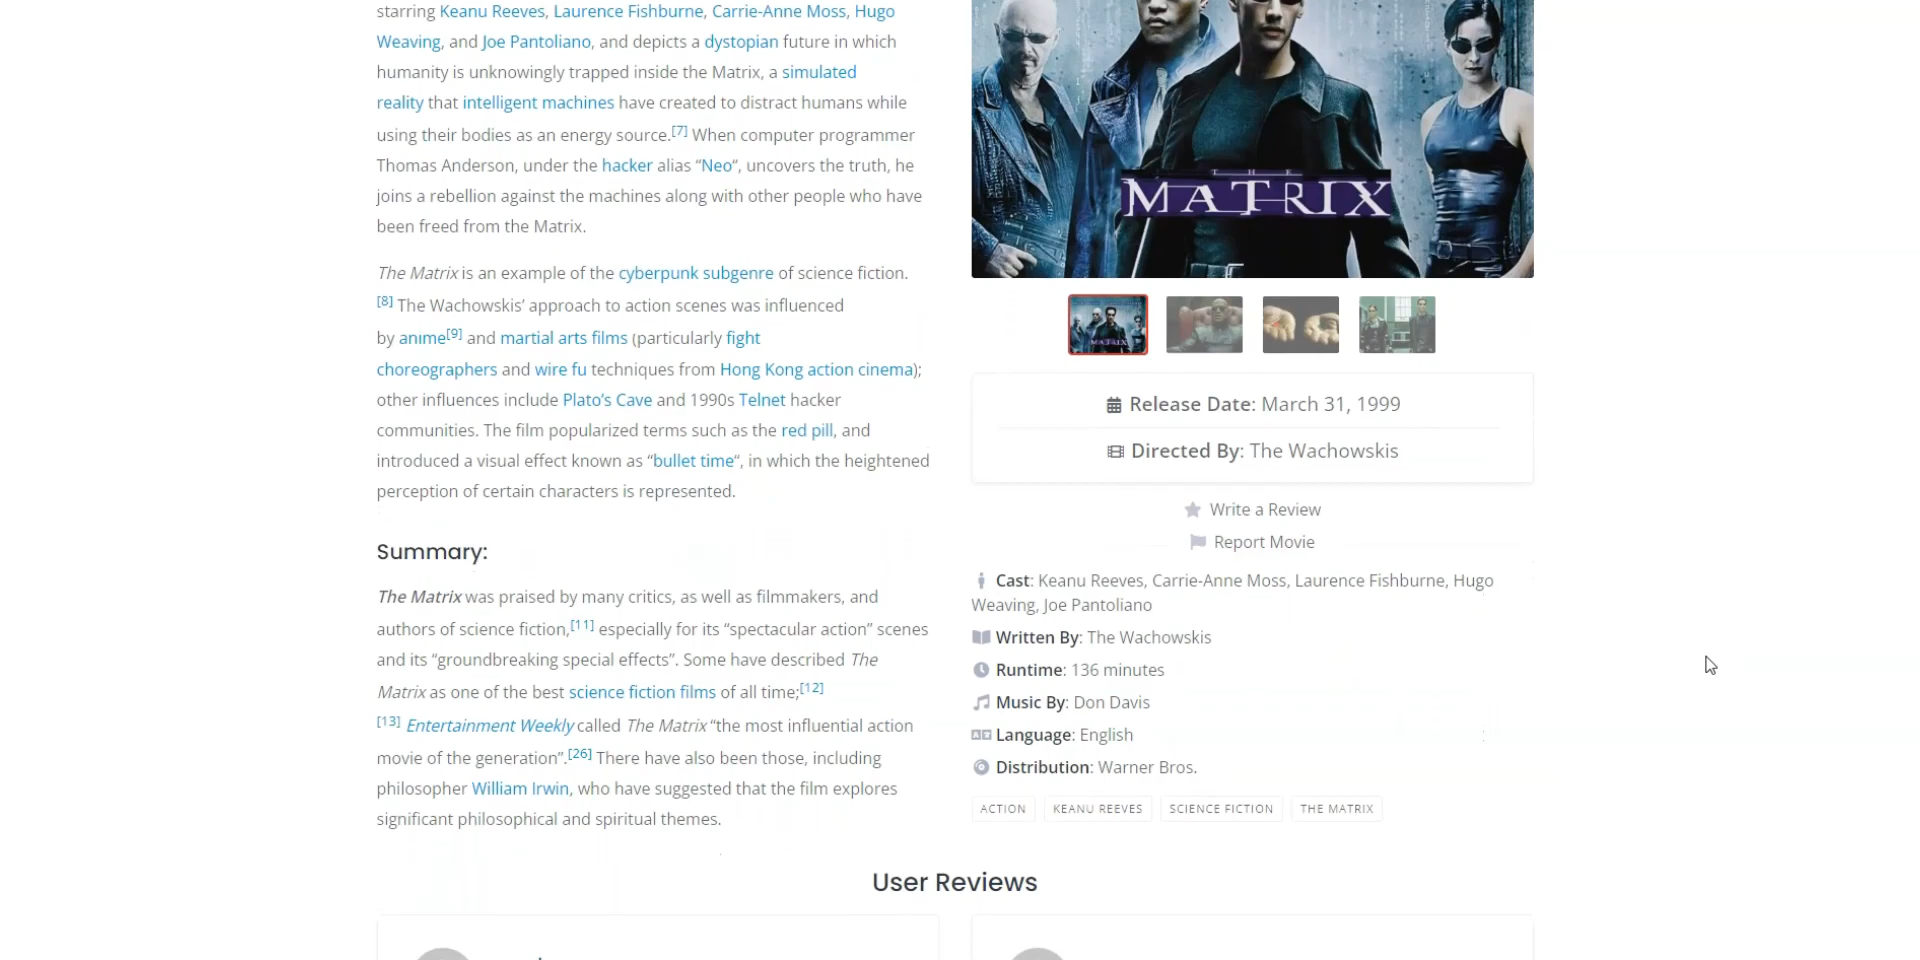 starring Keanu Reeves, Laurence Fishburne, Carrie-Anne Moss, Hugo
Weaving, and Joe Pantoliano, and depicts a dystopian future in which
humanity is unknowingly trapped inside the Matrix, a simulated
reality that intelligent machines have created to distract humans while
using their bodies as an energy source.[7] When computer programmer
Thomas Anderson, under the hacker alias “Neo“, uncovers the truth, he
joins a rebellion against the machines along with other people who have
been freed from the Matrix.
The Matrix is an example of the cyberpunk subgenre of science fiction.
[8] The Wachowskis’ approach to action scenes was influenced
by anime[9] and martial arts films (particularly fight
choreographers and wire fu techniques from Hong Kong action cinema);
other influences include Plato’s Cave and 1990s Telnet hacker
communities. The film popularized terms such as the red pill, and
introduced a visual effect known as “bullet time“, in which the heightened
perception of certain characters is represented.
Summary:
The Matrix was praised by many critics, as well as filmmakers, and
authors of science fiction,[11] especially for its “spectacular action” scenes
and its “groundbreaking special effects”. Some have described The
Matrix as one of the best science fiction films of all time;[12]
[13] Entertainment Weekly called The Matrix “the most influential action
movie of the generation”.[26] There have also been those, including
philosopher William Irwin, who have suggested that the film explores
significant philosophical and spiritual themes.
THE
MATRIX
MATRIX
Release Date: March 31, 1999
Directed By: The Wachowskis
Write a Review
Report Movie
Cast: Keanu Reeves, Carrie-Anne Moss, Laurence Fishburne, Hugo
Weaving, Joe Pantoliano
Written By: The Wachowskis
Runtime: 136 minutes
Music By: Don Davis
Language: English
Distribution: Warner Bros.
ACTION
KEANU REEVES
SCIENCE FICTION
THE MATRIX
User Reviews